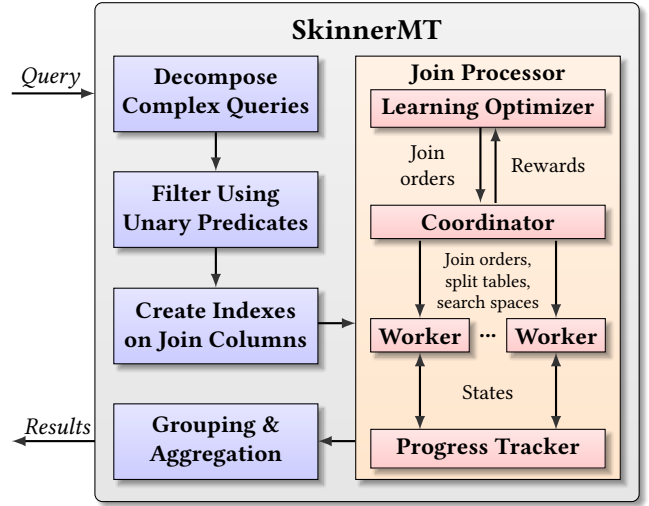 SkinnerMT
Query
Decompose
Complex Queries
Filter Using
Unary Predicates
Create Indexes
on Join Columns
Grouping &
Aggregation
Results
Join Processor
Learning Optimizer
Join
orders
Rewards
Coordinator
Join orders,
split tables,
search spaces
Worker ... Worker
States
Progress Tracker